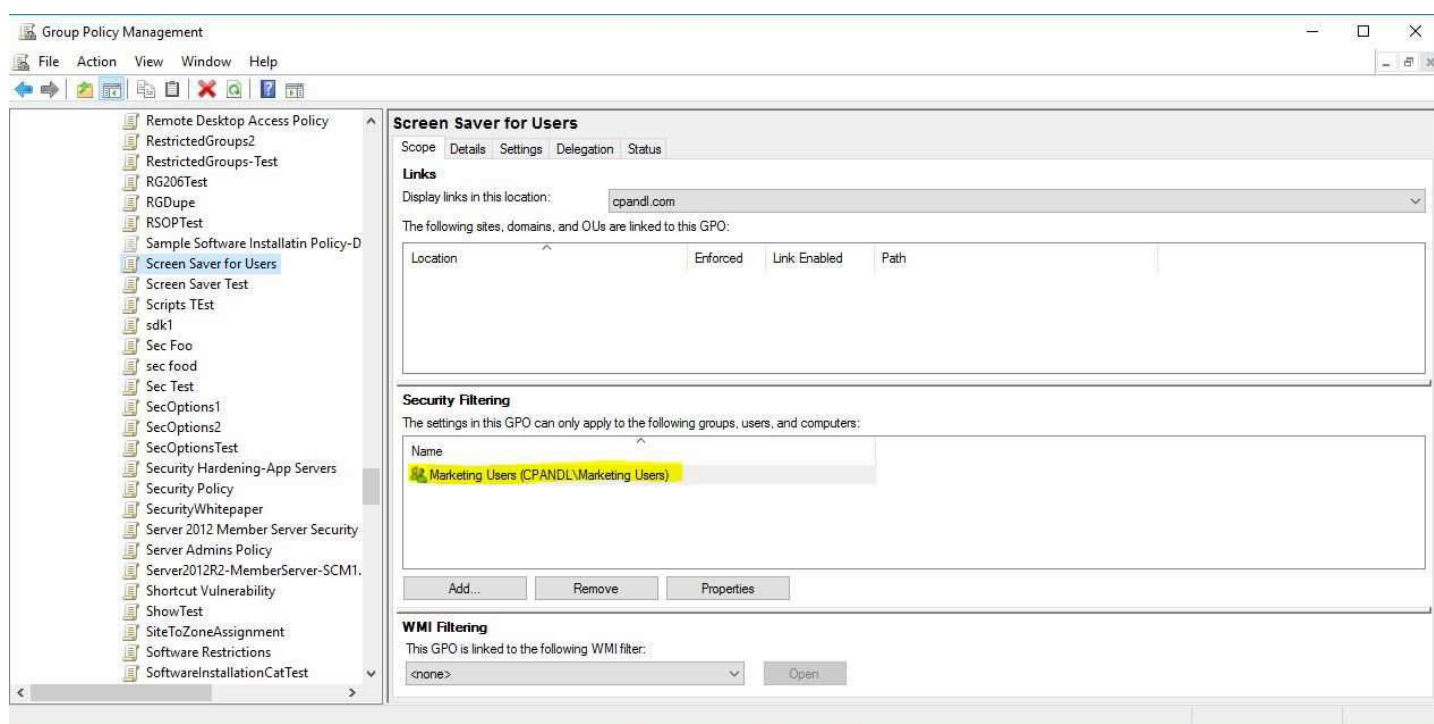 Group Policy Management
File Action View Window Help
Remote Desktop Access Policy
RestrictedGroups2
RestrictedGroups-Test
RG206Test
RGDupe
RSOPTest
Sample Software Installatin Policy-D
Screen Saver for Users
Screen Saver Test
Scripts TEst
sdk1
Sec Foo
sec food
Sec Test
SecOptions1
SecOptions2
SecOptionsTest
Security Hardening-App Servers
Security Policy
SecurityWhitepaper
Server 2012 Member Server Security
Server Admins Policy
Server2012R2-MemberServer-SCM1.
Shortcut Vulnerability
ShowTest
SiteToZoneAssignment
Software Restrictions
SoftwareInstallationCatTest
Screen Saver for Users
Scope Details Settings Delegation Status
Links
Display links in this location: cpandl.com
The following sites, domains, and OUs are linked to this GPO:
Location Enforced Link Enabled Path
Security Filtering
The settings in this GPO can only apply to the following groups, users, and computers:
Name
Marketing Users (CPANDL\Marketing Users)
Add... Remove Properties
WMI Filtering
This GPO is linked to the following WMI filter:
<none> Open